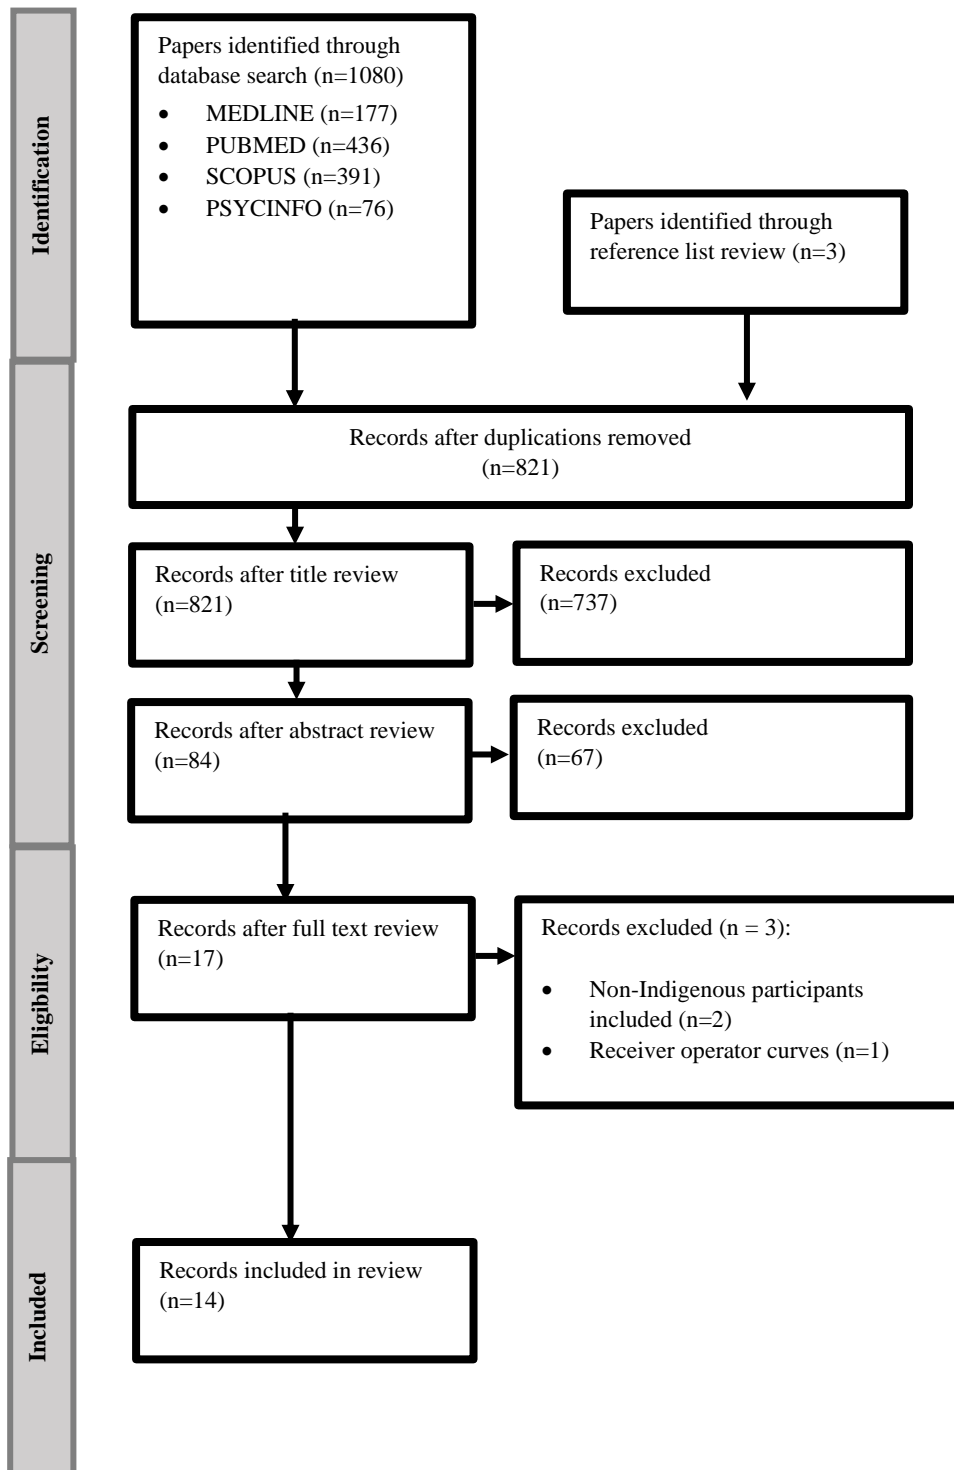 Identification
Papers identified through
database search (n=1080)
• MEDLINE (n=177)
• PUBMED (n=436)
• SCOPUS (n=391)
• PSYCINFO (n=76)
Papers identified through
reference list review (n=3)
Screening
Records after duplications removed
(n=821)
Records after title review
(n=821)
Records excluded
(n=737)
Records after abstract review
(n=84)
Records excluded
(n=67)
Eligibility
Records after full text review
(n=17)
Records excluded (n = 3):
• Non-Indigenous participants
included (n=2)
• Receiver operator curves (n=1)
Included
Records included in review
(n=14)